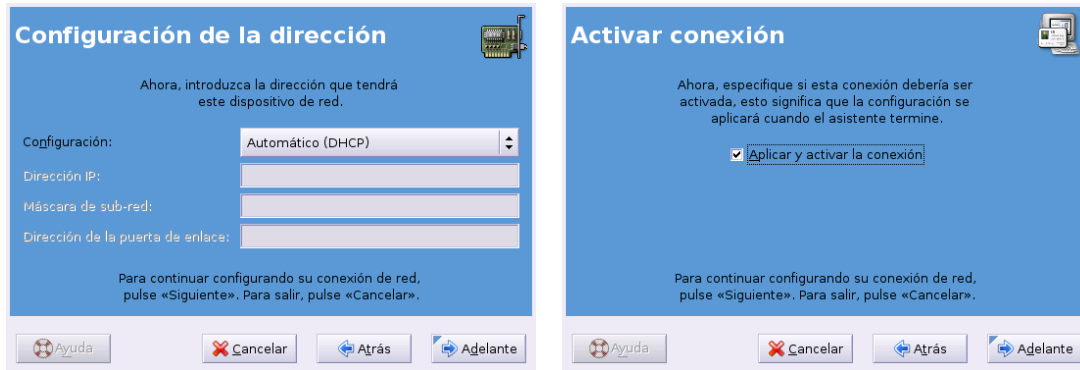 Configuración de la dirección
Ahora, introduzca la dirección que tendrá
este dispositivo de red.
Configuración:
Automático (DHCP)
Dirección IP:
Máscara de sub-red:
Dirección de la puerta de enlace:
Para continuar configurando su conexión de red,
pulse «Siguiente». Para salir, pulse «Cancelar».
Ayuda
Cancelar
Atrás
Adelante
Activar conexión
Ahora, especifique si esta conexión debería ser
activada, esto significa que la configuración se
aplicará cuando el asistente termine.
Aplicar y activar la conexión
Para continuar configurando su conexión de red,
pulse «Siguiente». Para salir, pulse «Cancelar».
Ayuda
Cancelar
Atrás
Adelante